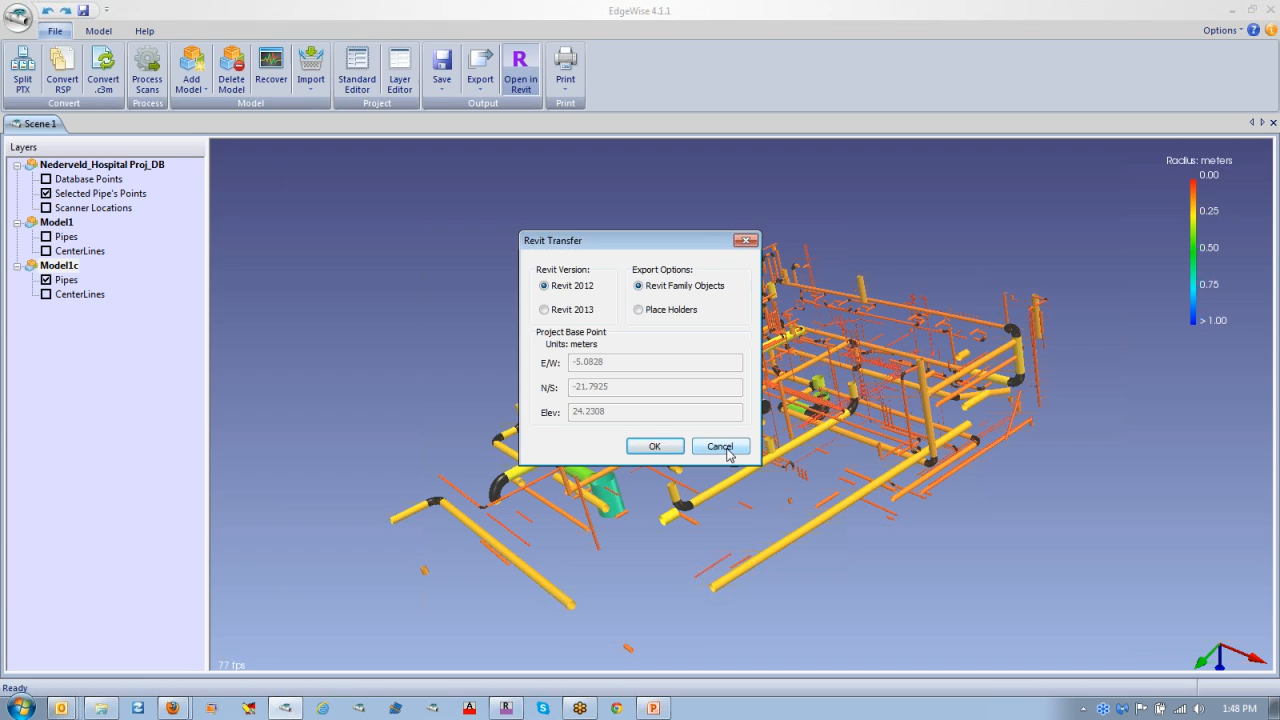 EdgeWise 4.1.1
File Model Help
Options
Split PTX
Convert RSP
Convert .c3m
Process Scans
Add Model
Delete Model
Recover
Import
Standard Editor
Layer Editor
Save
Export
Open in Revit
Print
Convert Process Model Project Output Print
Scene1
Layers
Nederveld_Hospital Proj_DB
Database Points
Selected Pipe's Points
Scanner Locations
Model1
Pipes
CenterLines
Model1c
Pipes
CenterLines
Radius: meters
0.00
0.25
0.50
0.75
> 1.00
Revit Transfer
Revit Version:
Revit 2012
Revit 2013
Export Options:
Revit Family Objects
Place Holders
Project Base Point
Units: meters
E/W: -5.0828
N/S: -21.7925
Elev: 24.2308
OK Cancel
77 fps
Ready
1:48 PM